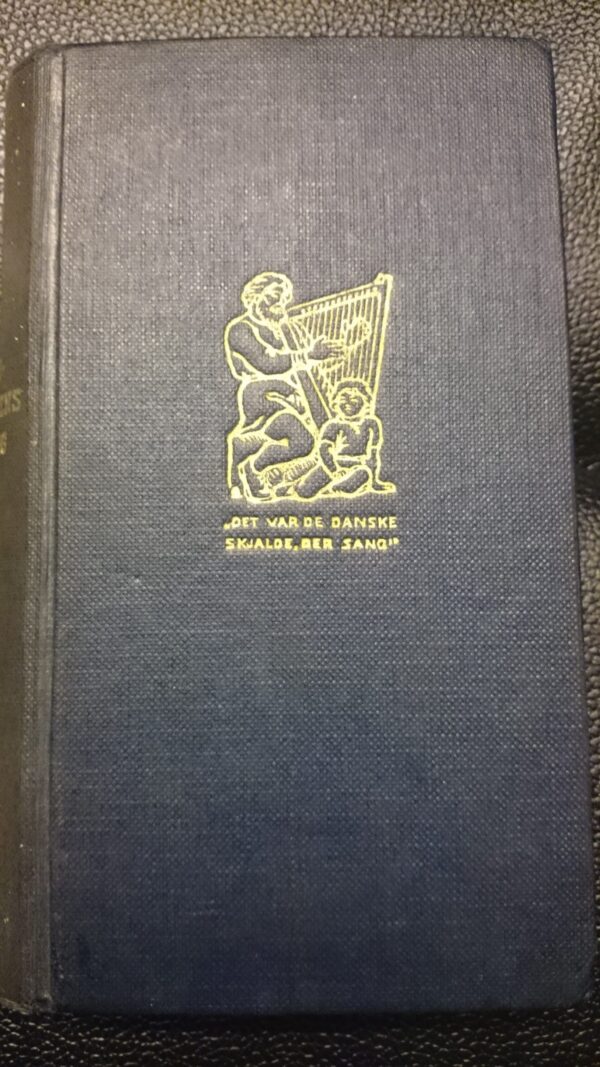 „DET VAR DE DANSKE
SKJALDE, DER SANG"